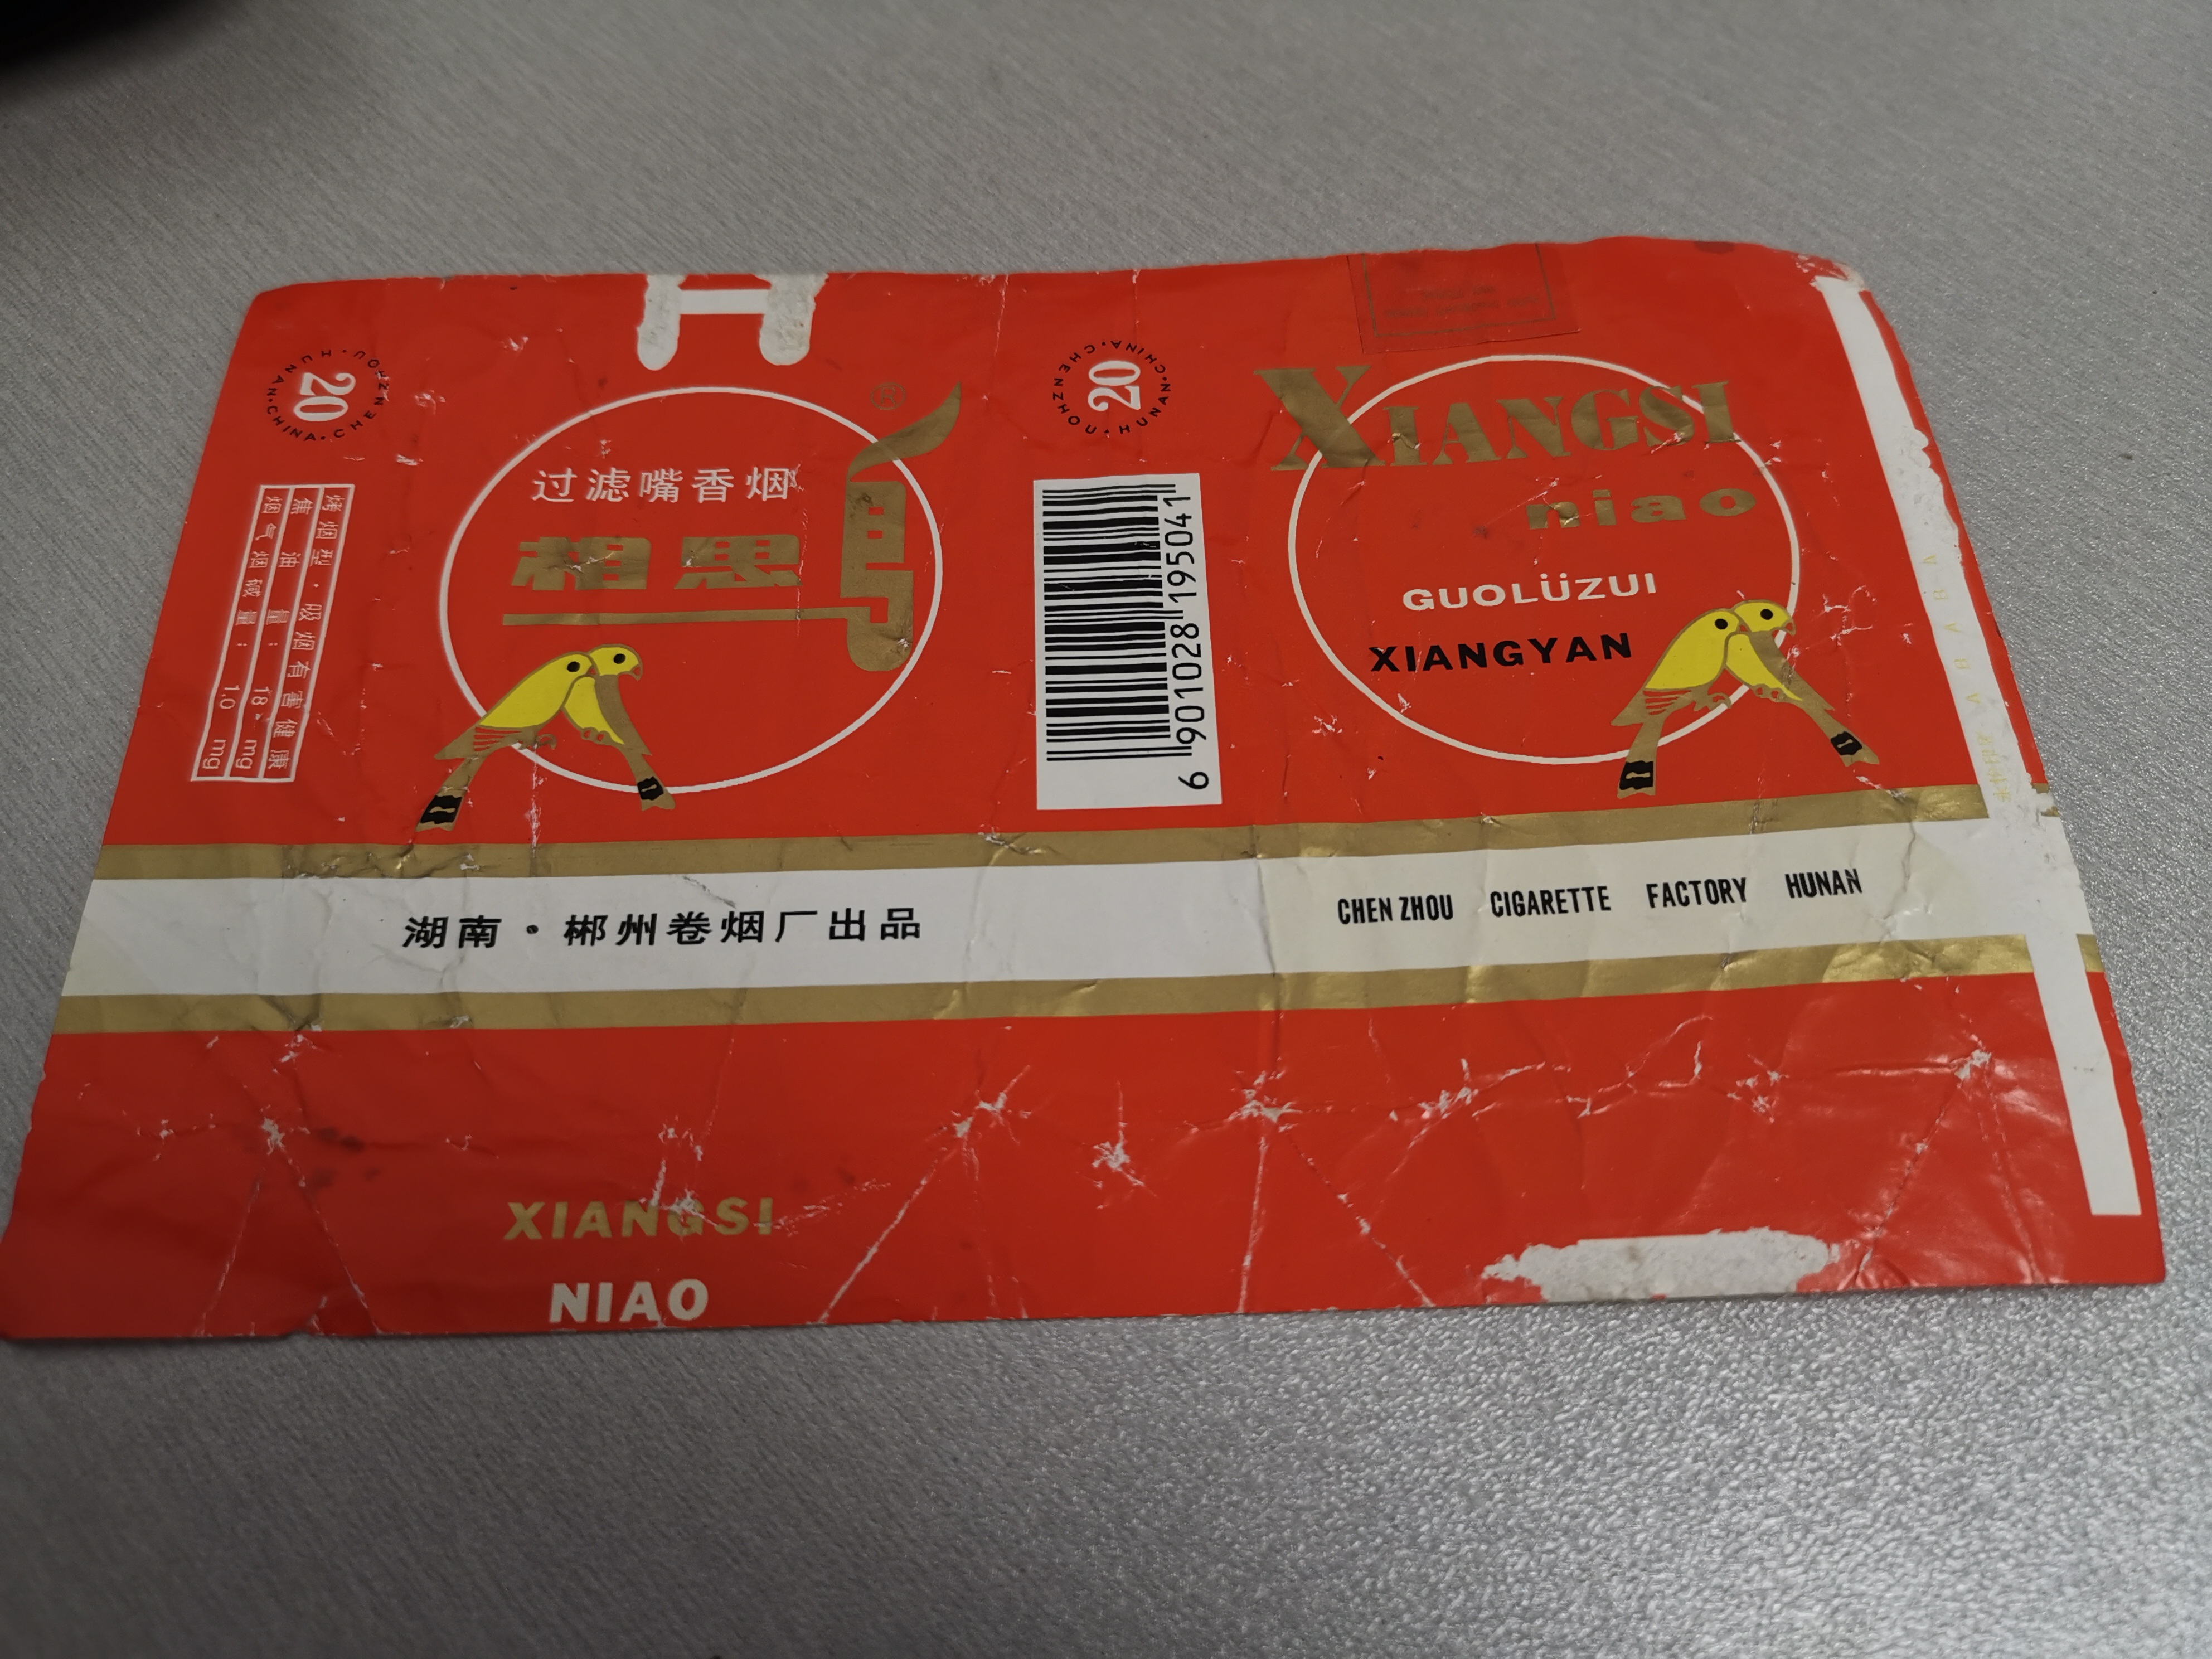 20
HUNAN·CHINA·CHENZHOU·
烤烟型·吸烟有害健康
焦油量： 18 mg
烟气烟碱量： 1.0 mg
过滤嘴香烟
相思鸟
®
湖南·郴州卷烟厂出品
XIANGSI
NIAO
20
HUNAN·CHINA·CHENZHOU·
6 901028 195041
XIANGSI
niao
GUOLÜZUI
XIANGYAN
CHEN ZHOU CIGARETTE FACTORY HUNAN